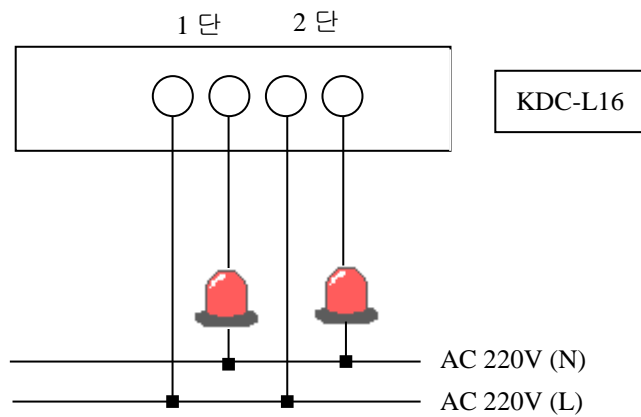 1 단 2 단
KDC-L16
AC 220V (N)
AC 220V (L)